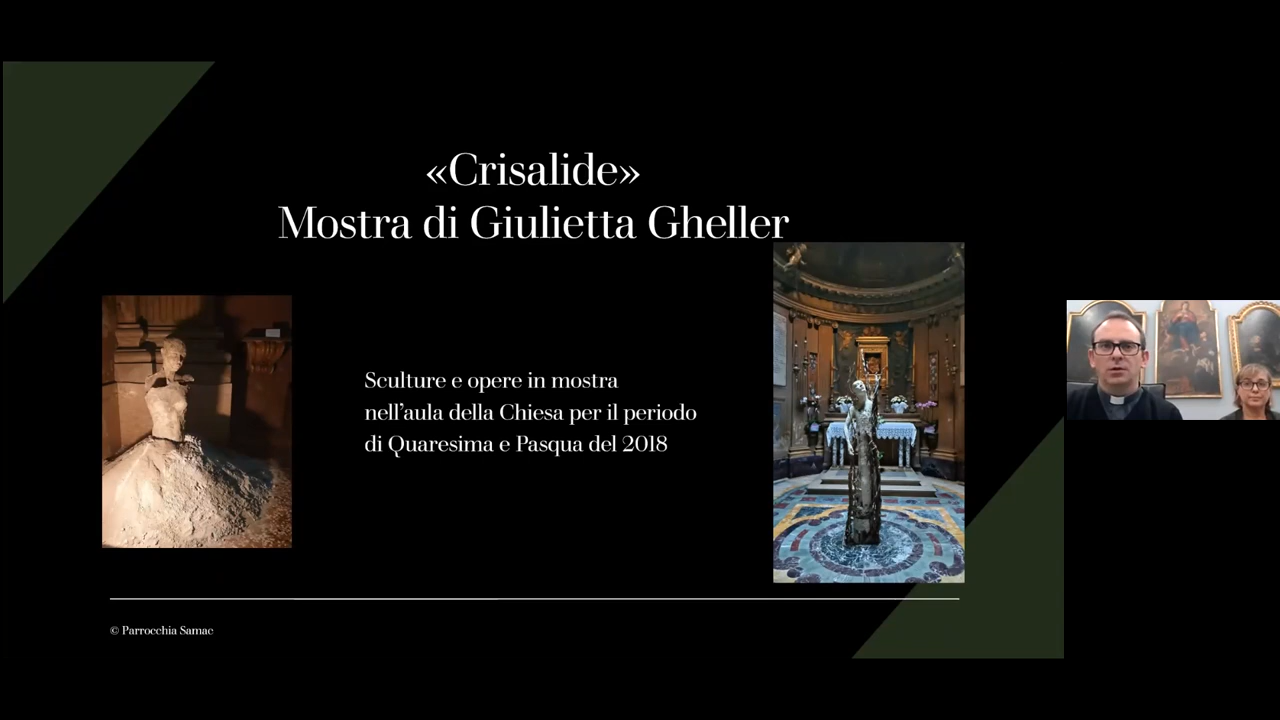 «Crisalide»
Mostra di Giulietta Gheller
Sculture e opere in mostra
nell’aula della Chiesa per il periodo
di Quaresima e Pasqua del 2018
© Parrocchia Samac